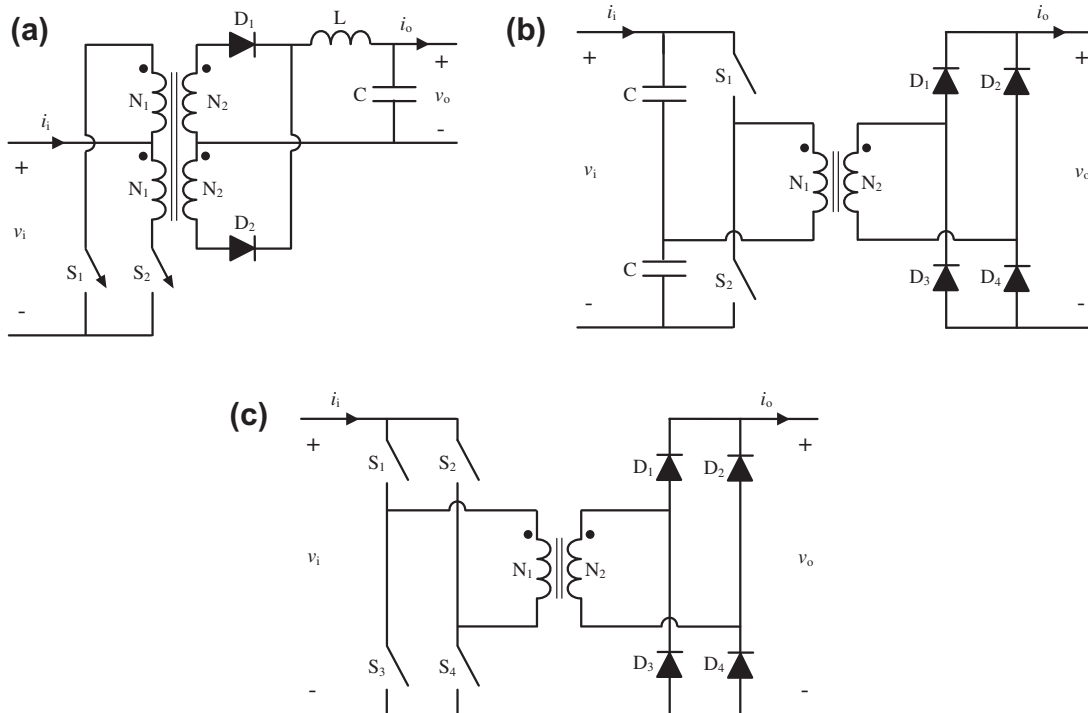 (a)
D₁
L
iₒ
+
N₁
N₂
C
vₒ
-
iᵢ
+
N₁
N₂
vᵢ
D₂
S₁
S₂
-
(b)
iᵢ
iₒ
+
+
S₁
D₁
D₂
C
vᵢ
N₁
N₂
vₒ
C
S₂
D₃
D₄
-
-
(c)
iᵢ
iₒ
+
+
S₁
S₂
D₁
D₂
vᵢ
N₁
N₂
vₒ
S₃
S₄
D₃
D₄
-
-